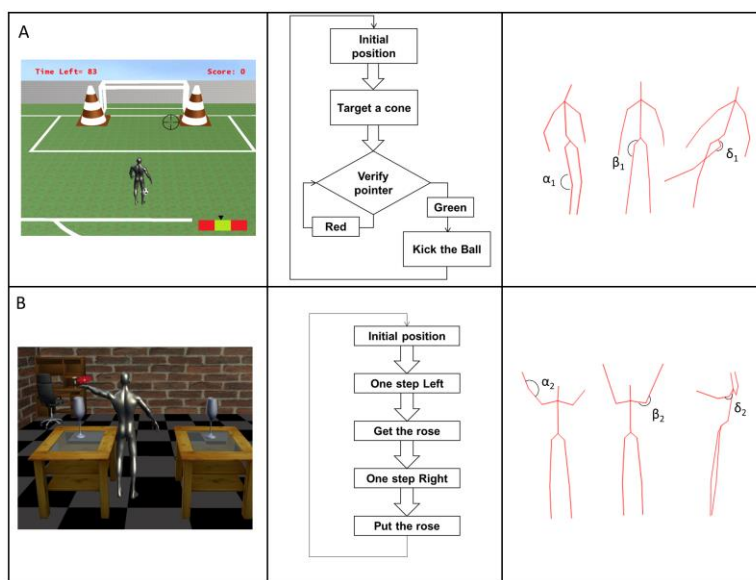 A
Time Left= 83
Score: 0
Initial
position
Target a cone
Verify
pointer
Red
Green
Kick the Ball
α1
β1
δ1
B
Initial position
One step Left
Get the rose
One step Right
Put the rose
α2
β2
δ2